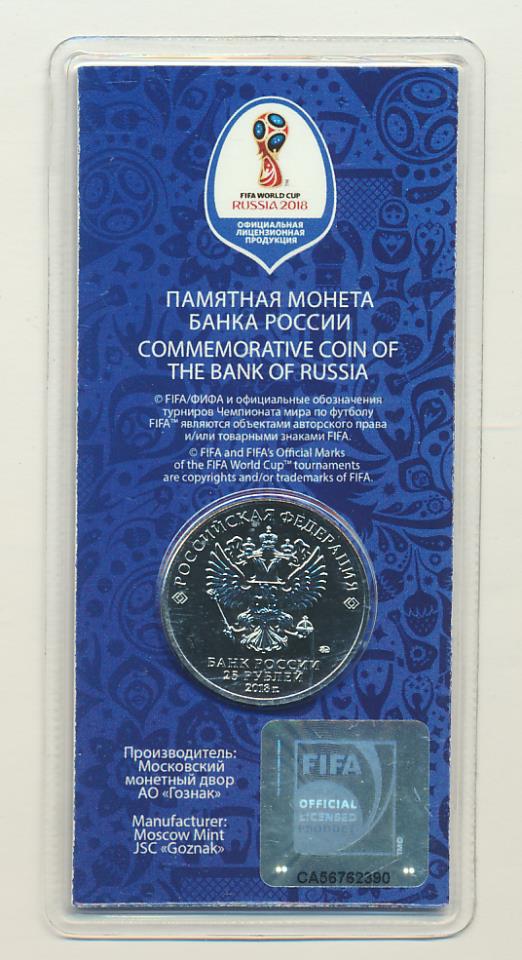 FIFA WORLD CUP
RUSSIA 2018
ОФИЦИАЛЬНАЯ
ЛИЦЕНЗИОННАЯ
ПРОДУКЦИЯ
ПАМЯТНАЯ МОНЕТА
БАНКА РОССИИ
COMMEMORATIVE COIN OF
THE BANK OF RUSSIA
© FIFA/ФИФА и официальные обозначения
турниров Чемпионата мира по футболу
FIFA™ являются объектами авторского права
и/или товарными знаками FIFA.
© FIFA and FIFA's Official Marks
of the FIFA World Cup™ tournaments
are copyrights and/or trademarks of FIFA.
РОССИЙСКАЯ ФЕДЕРАЦИЯ
БАНК РОССИИ
25 РУБЛЕЙ
2018 г.
Производитель:
Московский
монетный двор
АО «Гознак»
Manufacturer:
Moscow Mint
JSC «Goznak»
FIFA
OFFICIAL
LICENSED
PRODUCT
TM©
CA56762390